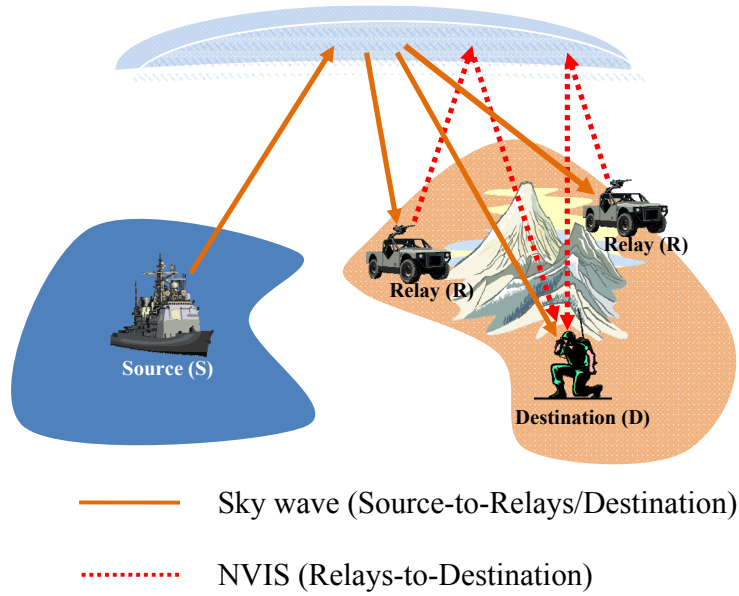 Relay (R)
Relay (R)
Source (S)
Destination (D)
Sky wave (Source-to-Relays/Destination)
NVIS (Relays-to-Destination)